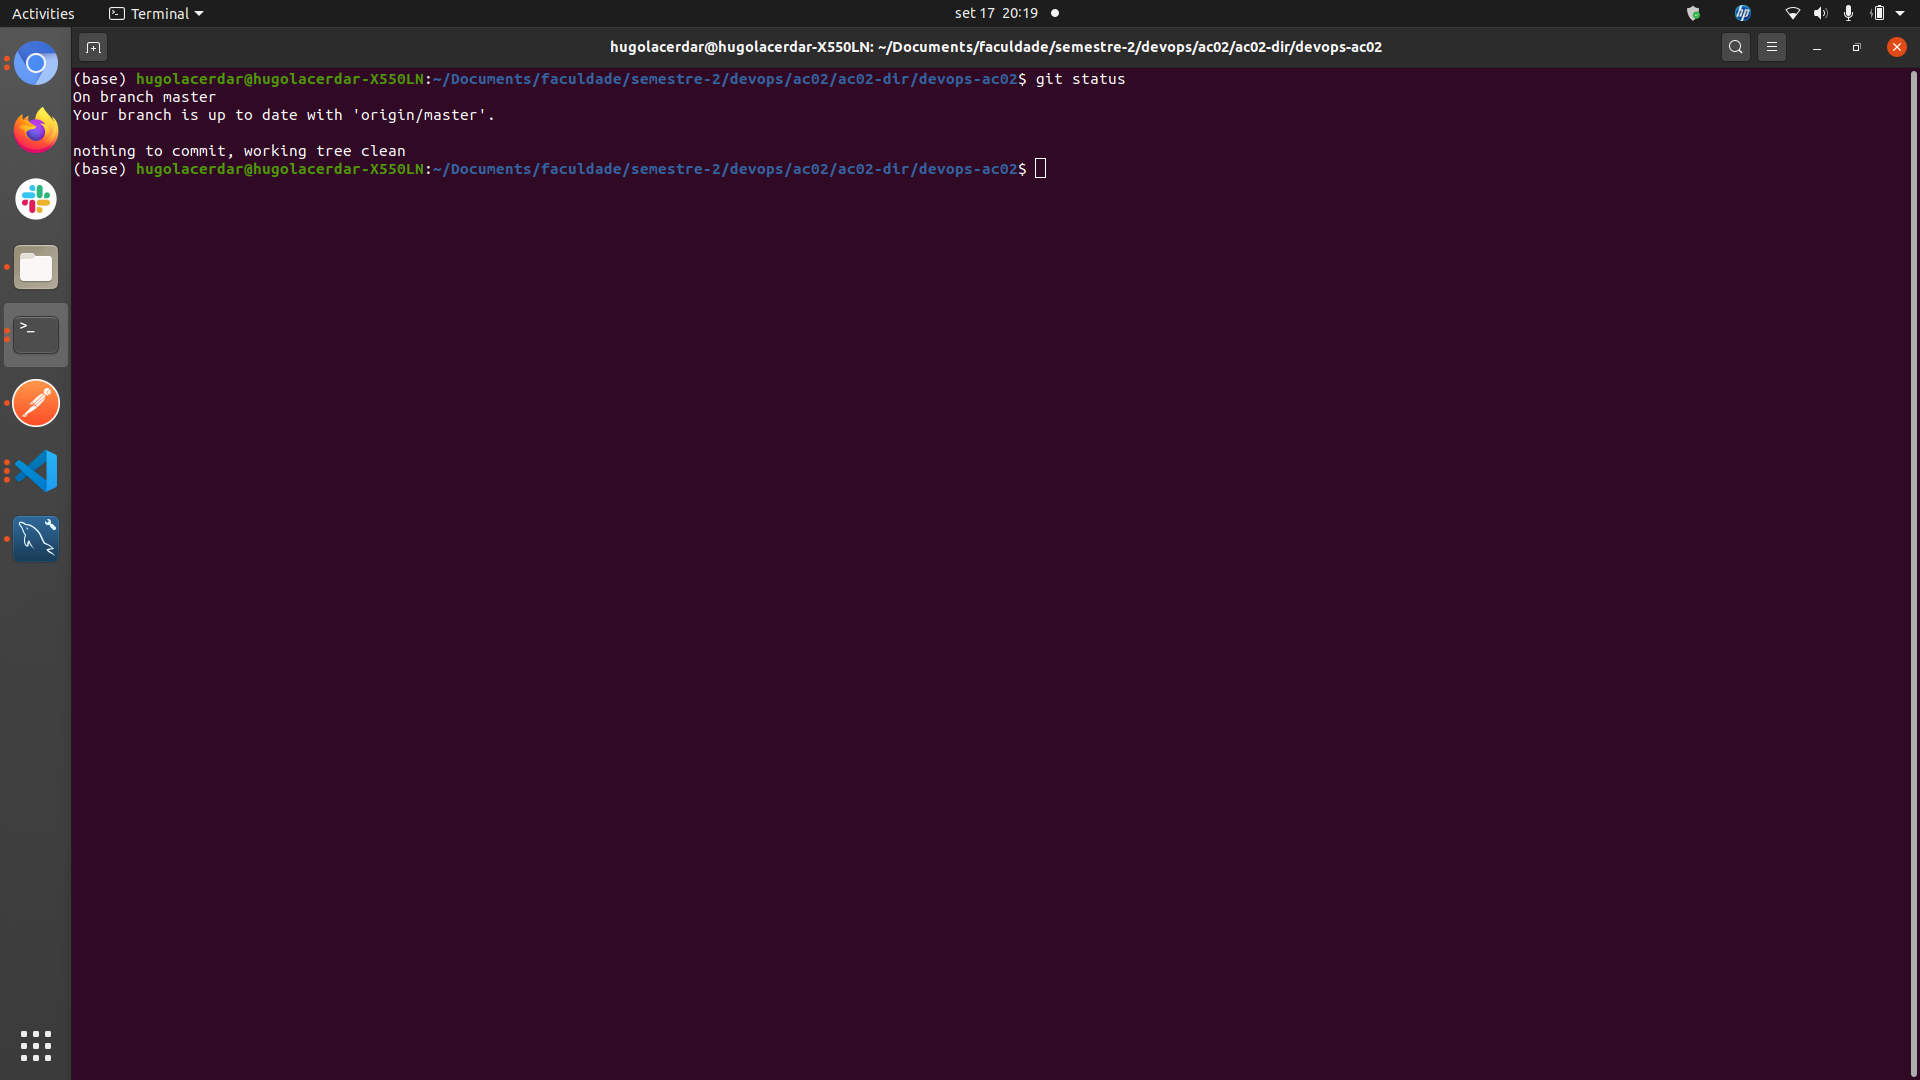 Activities
Terminal
set 17 20:19
hp
hugolacerdar@hugolacerdar-X550LN: ~/Documents/faculdade/semestre-2/devops/ac02/ac02-dir/devops-ac02
(base) hugolacerdar@hugolacerdar-X550LN:~/Documents/faculdade/semestre-2/devops/ac02/ac02-dir/devops-ac02$ git status
On branch master
Your branch is up to date with 'origin/master'.
nothing to commit, working tree clean
(base) hugolacerdar@hugolacerdar-X550LN:~/Documents/faculdade/semestre-2/devops/ac02/ac02-dir/devops-ac02$
>_